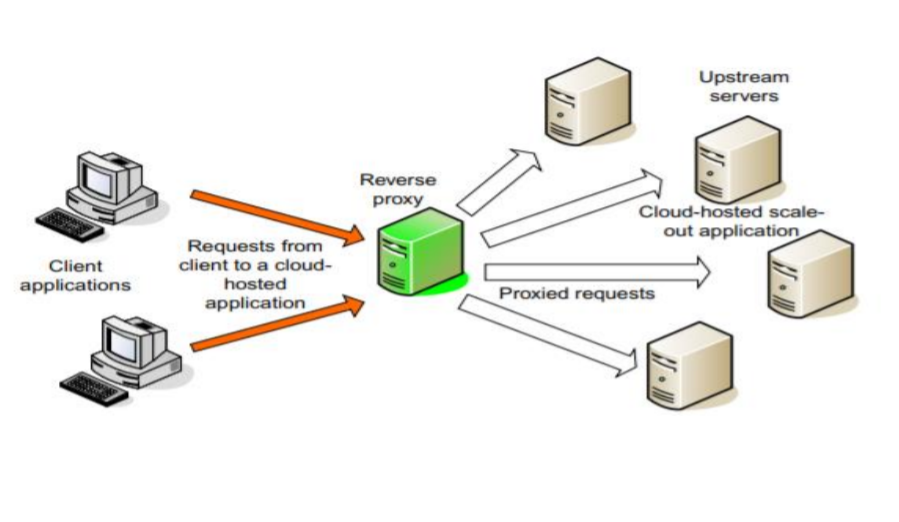 Upstream
servers
Reverse
proxy
Cloud-hosted scale-
out application
Requests from
client to a cloud-
hosted
application
Client
applications
Proxied requests